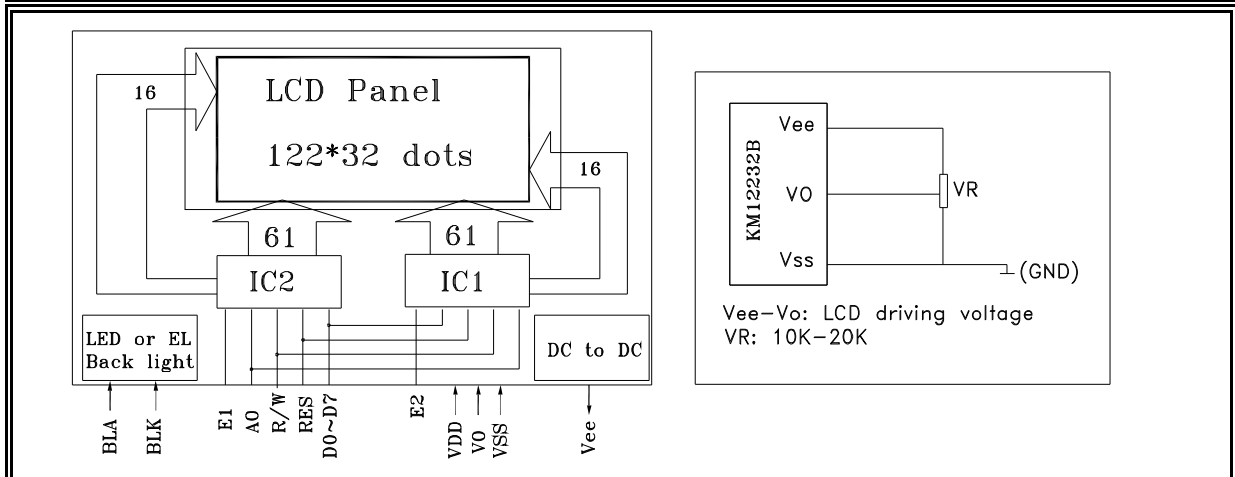 LCD Panel
122*32 dots
16
16
61
61
IC2
IC1
LED or EL
Back light
DC to DC
BLA
BLK
E1
A0
R/W
RES
D0~D7
E2
VDD
VO
VSS
Vee
KM12232B
Vee
VO
Vss
VR
(GND)
Vee-Vo: LCD driving voltage
VR: 10K-20K